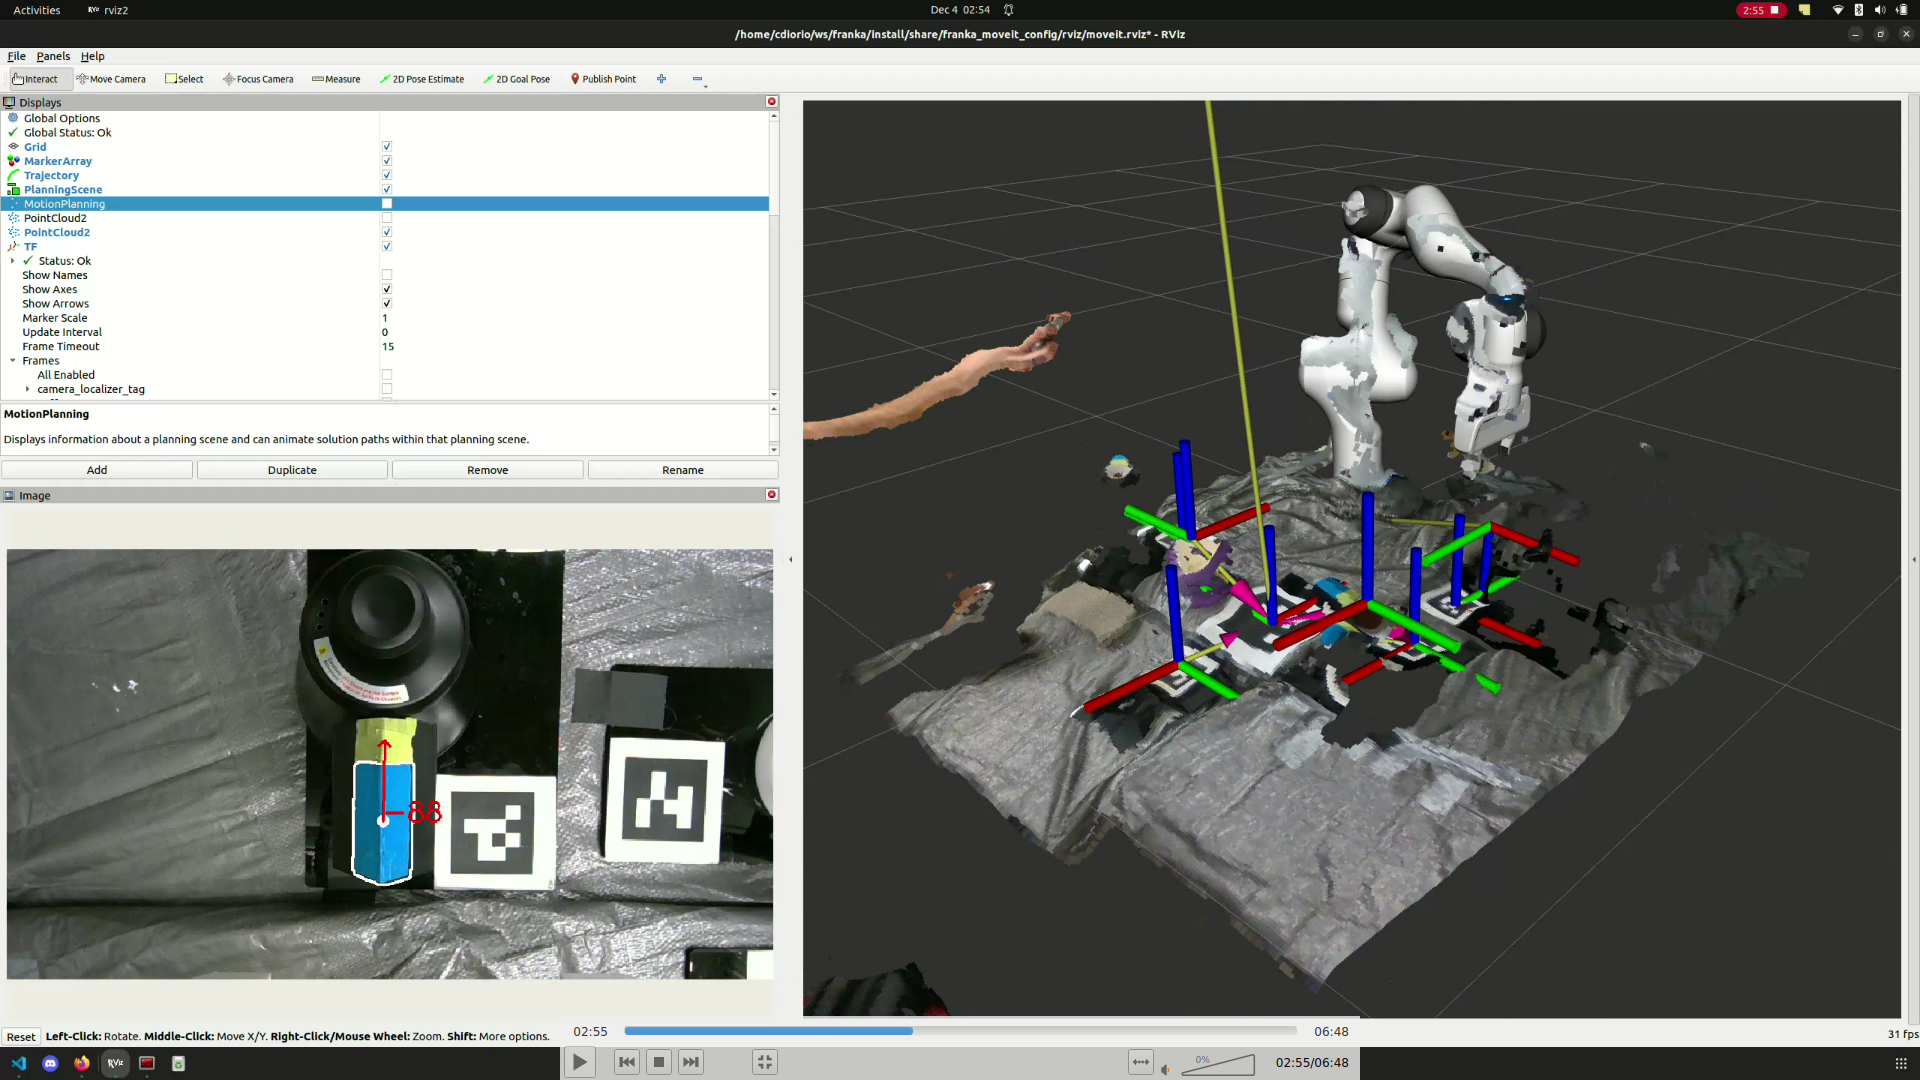 Activities
rviz2
Dec 4 02:54
2:55
/home/cdiorio/ws/franka/install/share/franka_moveit_config/rviz/moveit.rviz* - RViz
File Panels Help
Interact Move Camera Select Focus Camera Measure 2D Pose Estimate 2D Goal Pose Publish Point
Displays
Global Options
Global Status: Ok
Grid
MarkerArray
Trajectory
PlanningScene
MotionPlanning
PointCloud2
PointCloud2
TF
Status: Ok
Show Names
Show Axes
Show Arrows
Marker Scale 1
Update Interval 0
Frame Timeout 15
Frames
All Enabled
camera_localizer_tag
MotionPlanning
Displays information about a planning scene and can animate solution paths within that planning scene.
Add Duplicate Remove Rename
Image
88
Reset Left-Click: Rotate. Middle-Click: Move X/Y. Right-Click/Mouse Wheel: Zoom. Shift: More options.
31 fps
02:55 06:48
RViz
0%
02:55/06:48